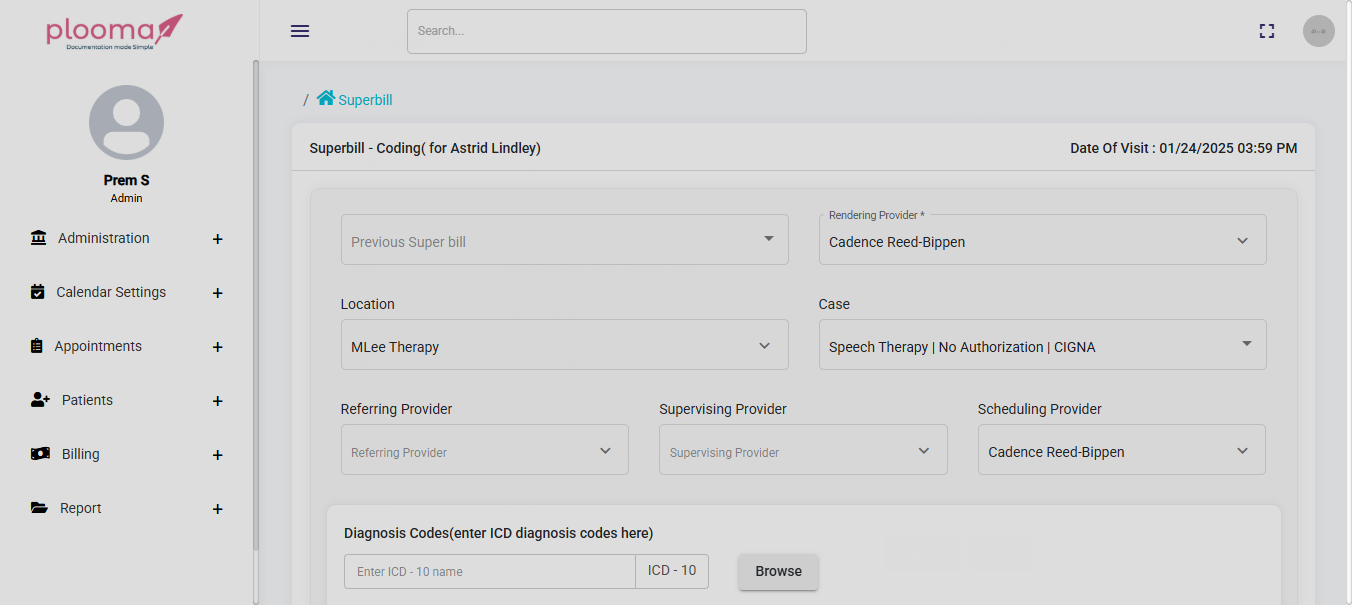 plooma
Documentation made Simple
Search...
/ Superbill
Prem S
Admin
Administration +
Calendar Settings +
Appointments +
Patients +
Billing +
Report +
Superbill - Coding( for Astrid Lindley)
Date Of Visit : 01/24/2025 03:59 PM
Previous Super bill
Rendering Provider *
Cadence Reed-Bippen
Location
MLee Therapy
Case
Speech Therapy | No Authorization | CIGNA
Referring Provider
Referring Provider
Supervising Provider
Supervising Provider
Scheduling Provider
Cadence Reed-Bippen
Diagnosis Codes(enter ICD diagnosis codes here)
Enter ICD - 10 name
ICD - 10
Browse